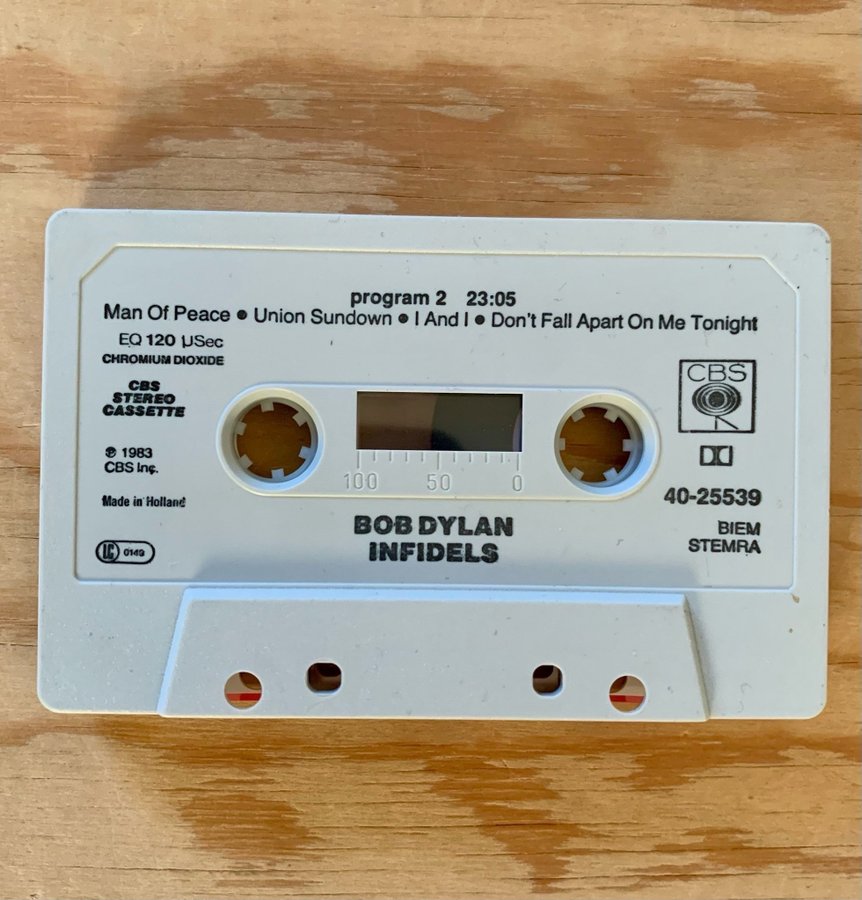 program 2 23:05
Man Of Peace • Union Sundown • I And I • Don't Fall Apart On Me Tonight
EQ 120 µSec
CHROMIUM DIOXIDE
CBS
STEREO
CASSETTE
℗ 1983
CBS Inc.
Made in Holland
LC 0149
100 50 0
BOB DYLAN
INFIDELS
CBS
40-25539
BIEM
STEMRA